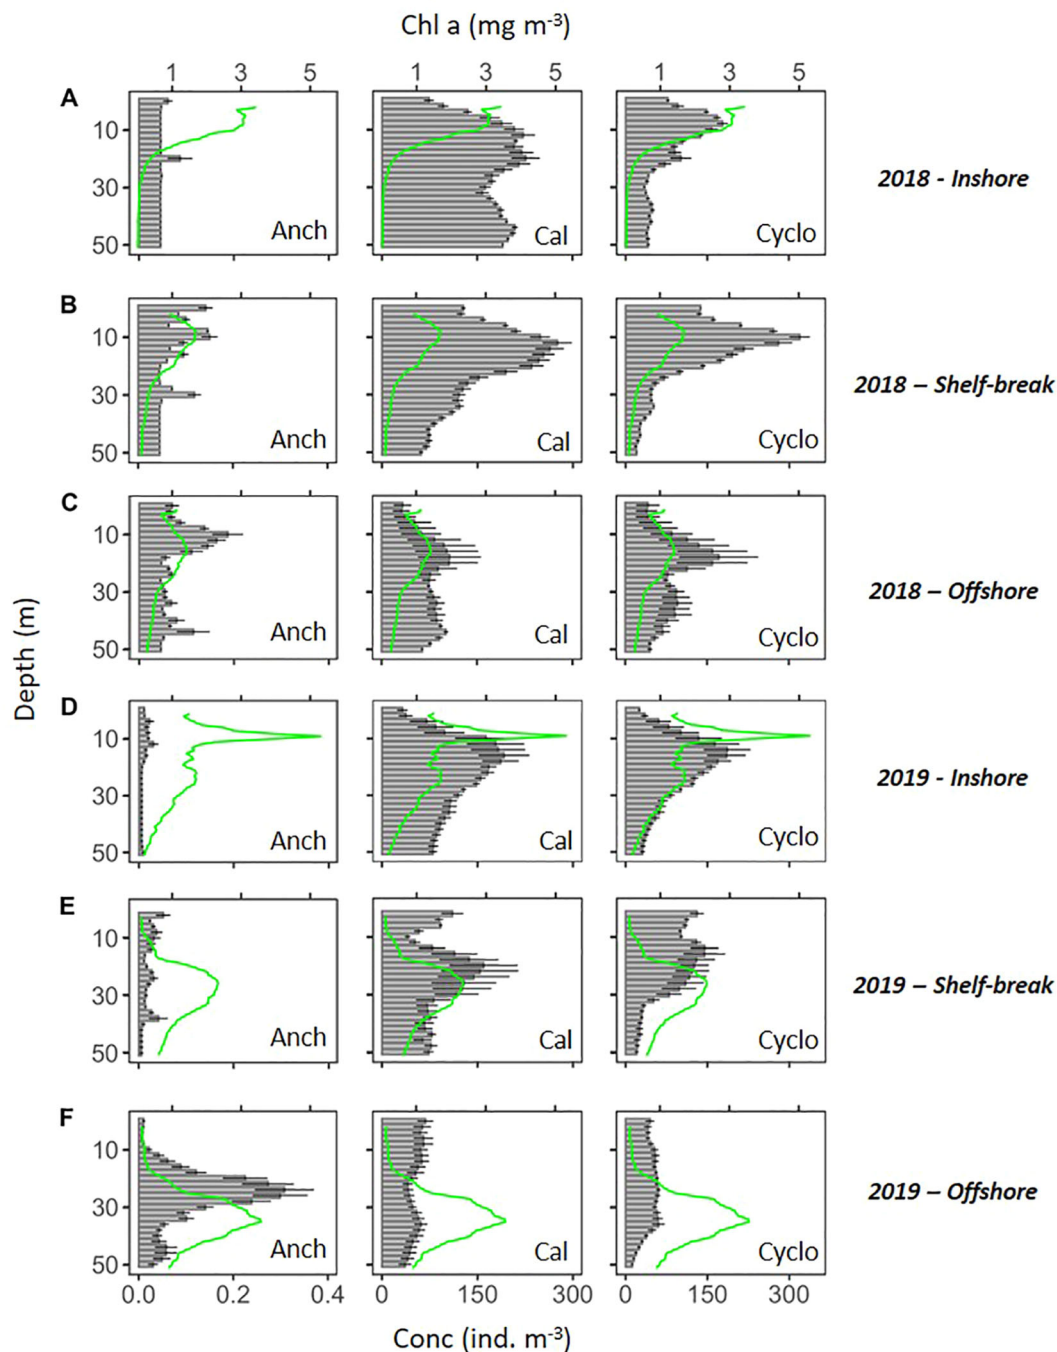 Chl a (mg m-3)
1 3 5 1 3 5 1 3 5
A
10
30
50
Anch Cal Cyclo
2018 - Inshore
B
10
30
50
Anch Cal Cyclo
2018 – Shelf-break
C
10
30
50
Anch Cal Cyclo
2018 – Offshore
Depth (m)
D
10
30
50
Anch Cal Cyclo
2019 - Inshore
E
10
30
50
Anch Cal Cyclo
2019 – Shelf-break
F
10
30
50
Anch Cal Cyclo
2019 – Offshore
0.0 0.2 0.4 0 150 300 0 150 300
Conc (ind. m-3)